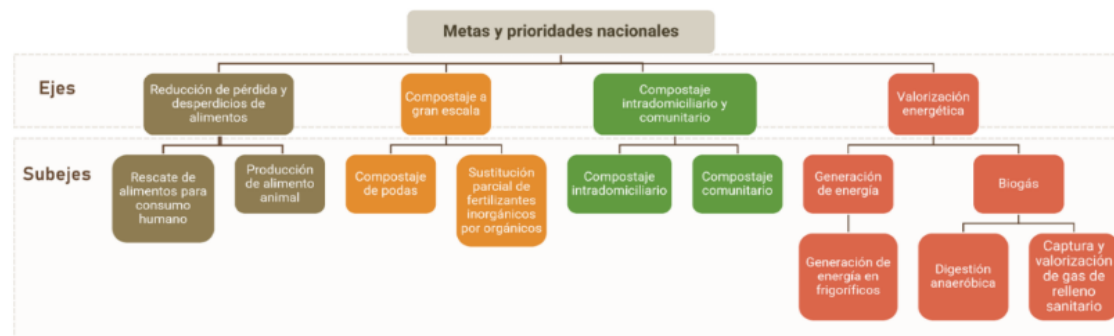 Metas y prioridades nacionales
Ejes
Reducción de pérdida y
desperdicios de
alimentos
Compostaje a
gran escala
Compostaje
intradomiciliario y
comunitario
Valorización
energética
Subejes
Rescate de
alimentos para
consumo
humano
Producción
de alimento
animal
Compostaje
de podas
Sustitución
parcial de
fertilizantes
inorgánicos
por orgánicos
Compostaje
intradomiciliario
Compostaje
comunitario
Generación
de energía
Biogás
Generación de
energía en
frigoríficos
Digestión
anaeróbica
Captura y
valorización
de gas de
relleno
sanitario